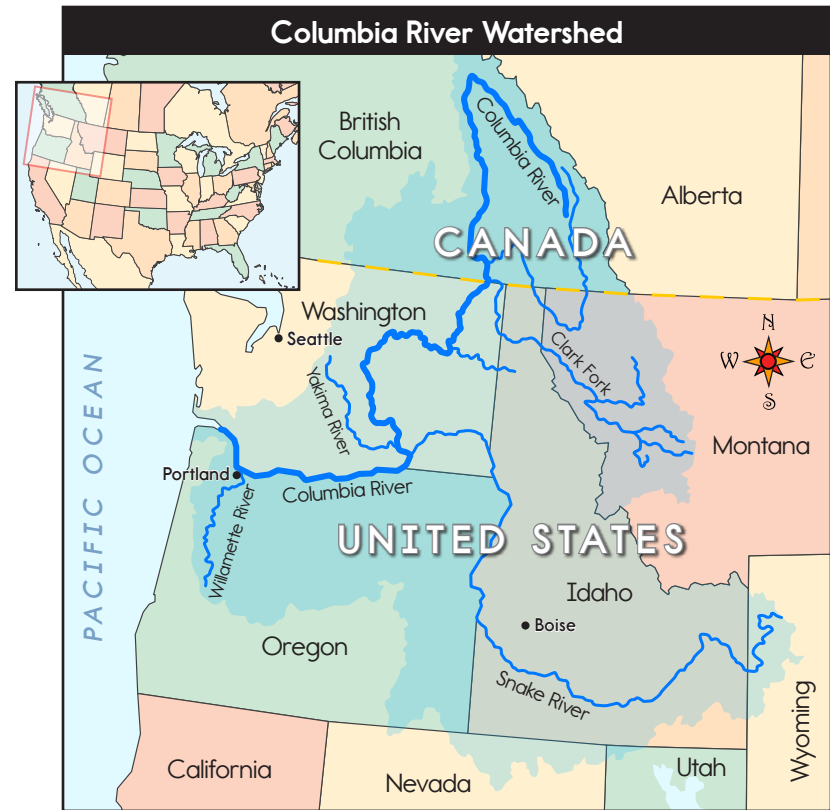 Columbia River Watershed
British
Columbia
Columbia River
Alberta
CANADA
Washington
Seattle
Clark Fork
N
W
E
S
Yakima River
Montana
PACIFIC OCEAN
Portland
Columbia River
Willamette River
UNITED STATES
Idaho
Boise
Oregon
Snake River
Wyoming
California
Nevada
Utah